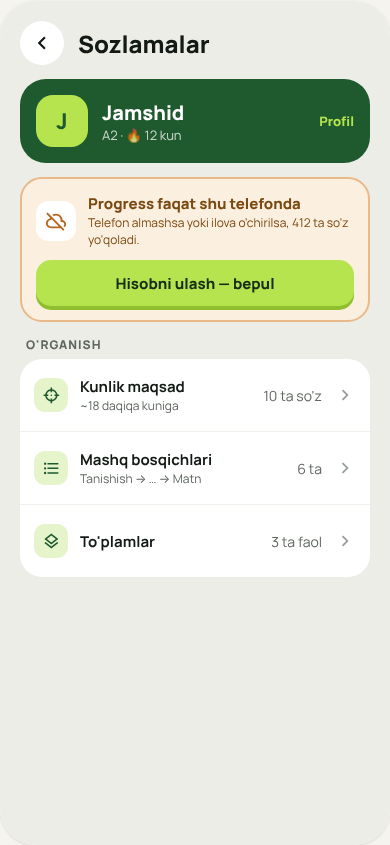 Sozlamalar
J
Jamshid
A2 · 🔥 12 kun
Profil
Progress faqat shu telefonda
Telefon almashsa yoki ilova o'chirilsa, 412 ta so'z
yo'qoladi.
Hisobni ulash — bepul
O'RGANISH
Kunlik maqsad
~18 daqiqa kuniga
10 ta so'z
Mashq bosqichlari
Tanishish → … → Matn
6 ta
To'plamlar
3 ta faol